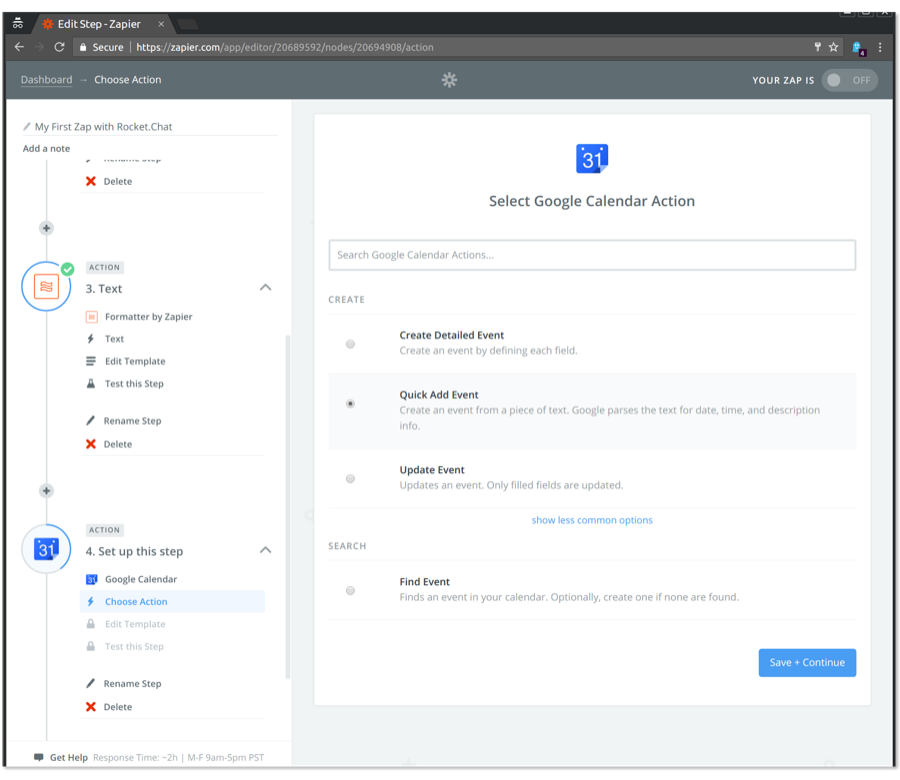 Edit Step - Zapier
Secure https://zapier.com/app/editor/20689592/nodes/20694908/action
4
Dashboard → Choose Action
YOUR ZAP IS OFF
My First Zap with Rocket.Chat
Add a note
Rename Step
Delete
ACTION
3. Text
Formatter by Zapier
Text
Edit Template
Test this Step
Rename Step
Delete
ACTION
31
4. Set up this step
31 Google Calendar
Choose Action
Edit Template
Test this Step
Rename Step
Delete
Get Help Response Time: ~2h | M-F 9am-5pm PST
31
Select Google Calendar Action
Search Google Calendar Actions...
CREATE
Create Detailed Event
Create an event by defining each field.
Quick Add Event
Create an event from a piece of text. Google parses the text for date, time, and description
info.
Update Event
Updates an event. Only filled fields are updated.
show less common options
SEARCH
Find Event
Finds an event in your calendar. Optionally, create one if none are found.
Save + Continue